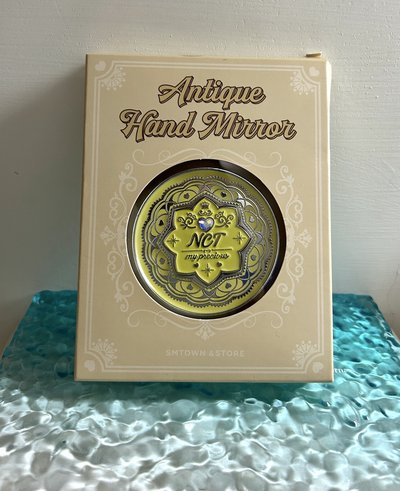 Antique
Hand Mirror
NCT
my precious
SMTOWN &STORE